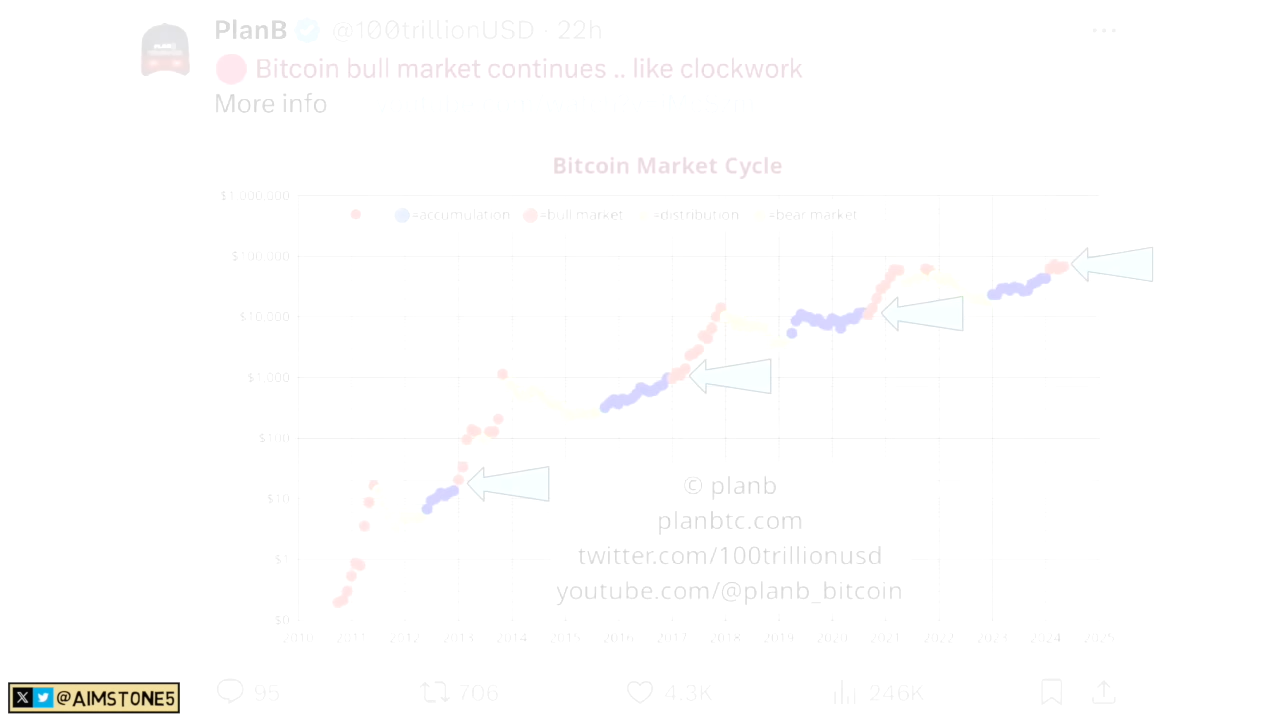 PlanB @100trillionUSD · 22h
Bitcoin bull market continues .. like clockwork
More info
Bitcoin Market Cycle
$1.000.000
=accumulation =bull market =distribution =bear market
$100.000
$10.000
$1.000
$100
$10
$1
$0
© planb
planbtc.com
twitter.com/100trillionusd
youtube.com/@planb_bitcoin
2010 2011 2012 2013 2014 2015 2016 2017 2018 2019 2020 2021 2022 2023 2024 2025
95 706 4.3K 246K
@AIMSTONE5